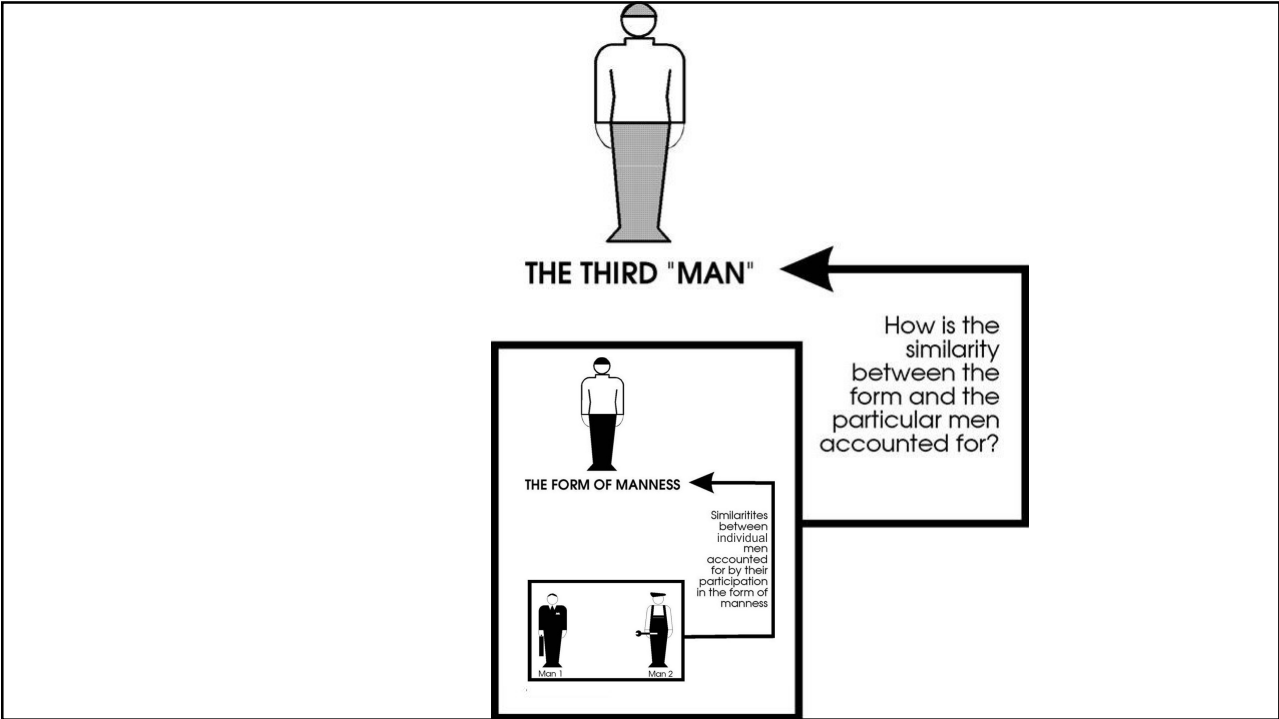 THE THIRD "MAN"
How is the
similarity
between the
form and the
particular men
accounted for?
THE FORM OF MANNESS
Similaritites
between
individual
men
accounted
for by their
participation
in the form of
manness
Man 1
Man 2